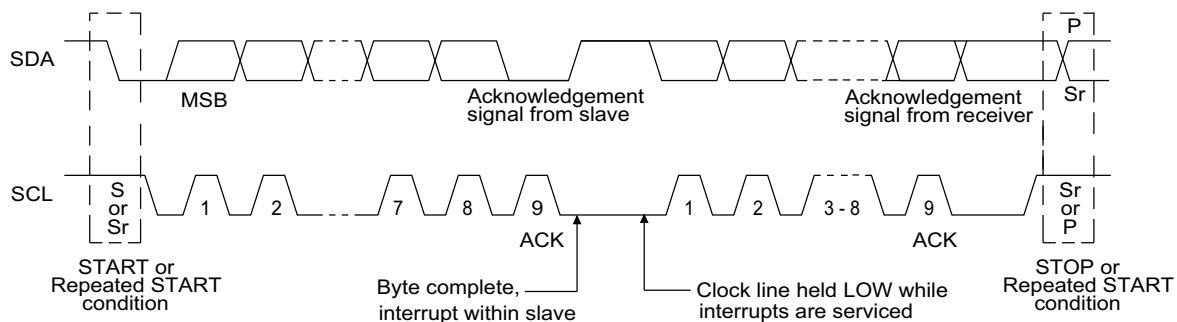 P
SDA
MSB
Acknowledgement
signal from slave
Acknowledgement
signal from receiver
Sr
SCL
S
or
Sr
1
2
7
8
9
1
2
3 - 8
9
Sr
or
P
ACK
ACK
START or
Repeated START
condition
Byte complete,
interrupt within slave
Clock line held LOW while
interrupts are serviced
STOP or
Repeated START
condition